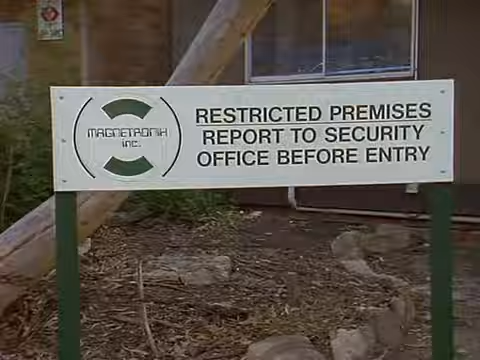 MAGNETRONIK
inc.
RESTRICTED PREMISES
REPORT TO SECURITY
OFFICE BEFORE ENTRY